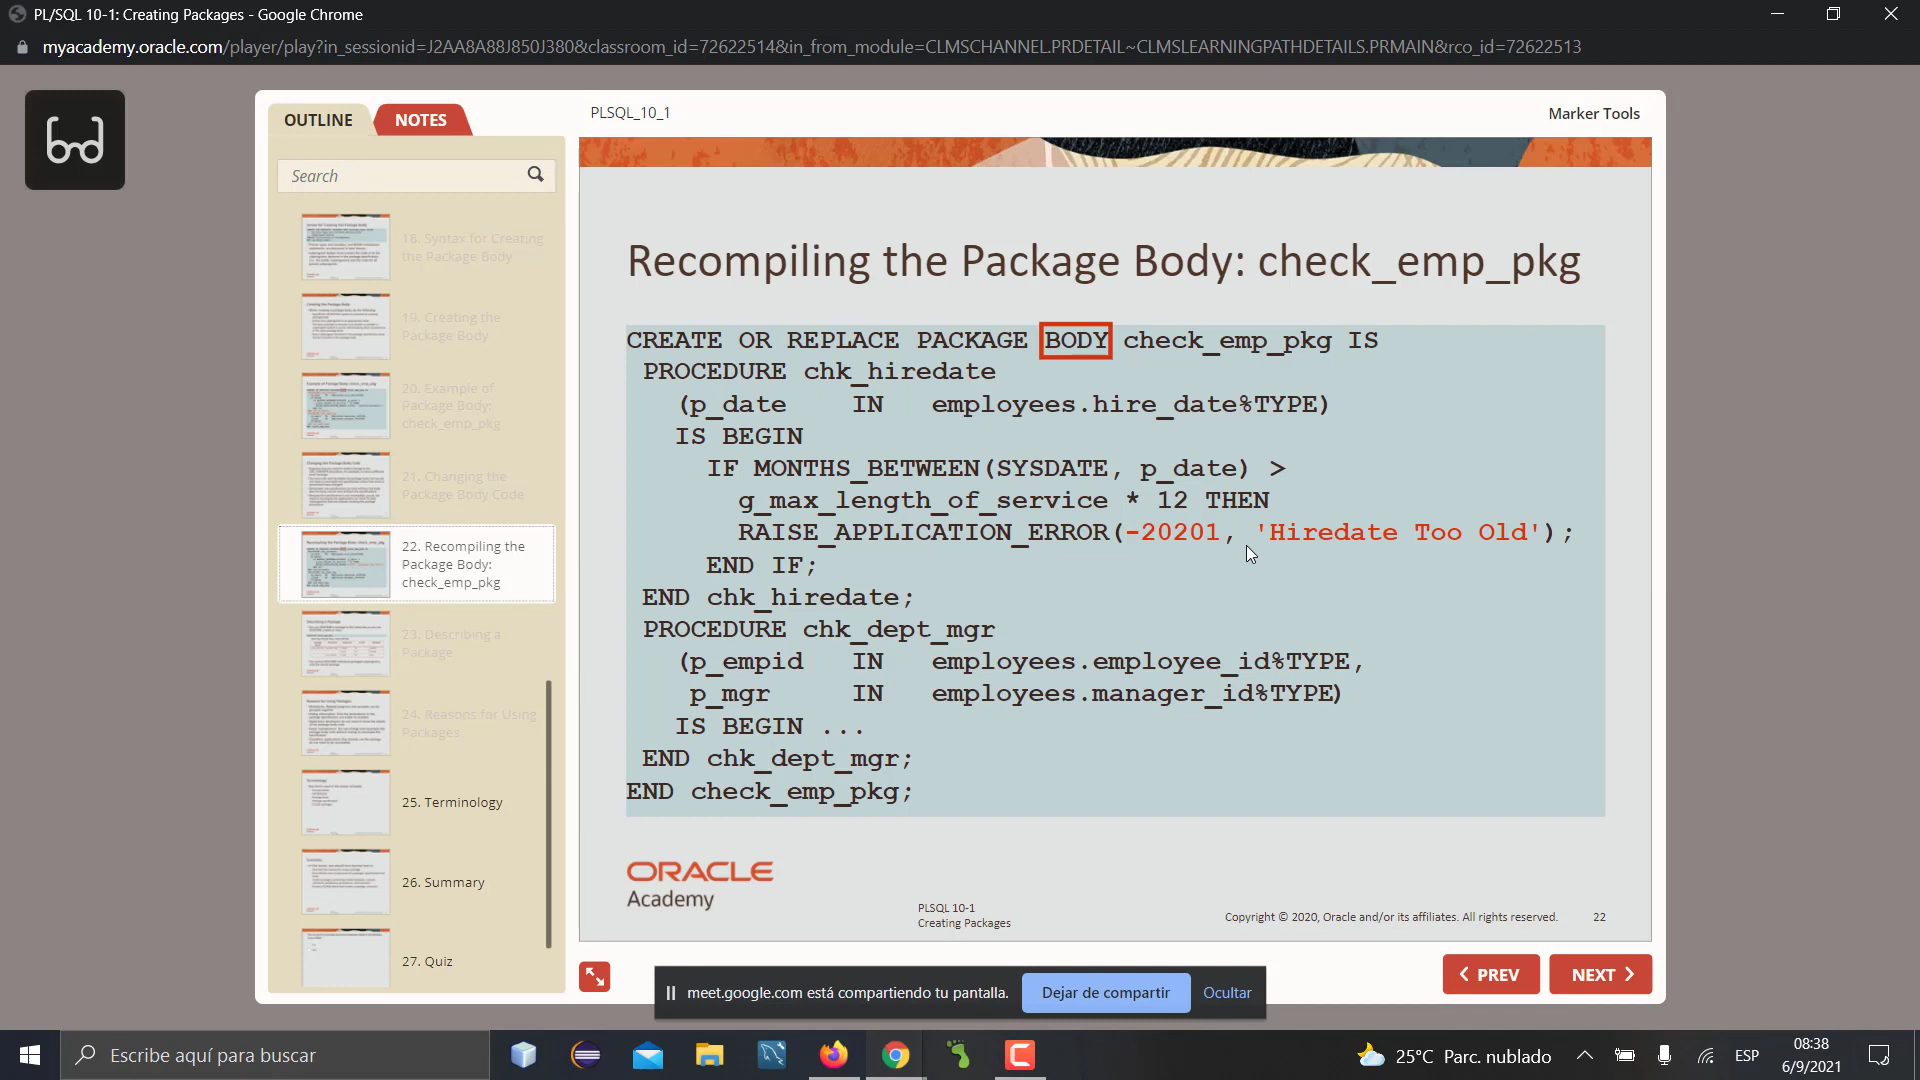 PL/SQL 10-1: Creating Packages - Google Chrome
myacademy.oracle.com/player/play?in_sessionid=J2AA8A88J850J380&classroom_id=72622514&in_from_module=CLMSCHANNEL.PRDETAIL~CLMSLEARNINGPATHDETAILS.PRMAIN&rco_id=72622513
OUTLINE
NOTES
Search
18. Syntax for Creating
the Package Body
19. Creating the
Package Body
20. Example of
Package Body:
check_emp_pkg
21. Changing the
Package Body Code
22. Recompiling the
Package Body:
check_emp_pkg
23. Describing a
Package
24. Reasons for Using
Packages
25. Terminology
26. Summary
27. Quiz
PLSQL_10_1
Marker Tools
Recompiling the Package Body: check_emp_pkg
CREATE OR REPLACE PACKAGE BODY check_emp_pkg IS
PROCEDURE chk_hiredate
(p_date IN employees.hire_date%TYPE)
IS BEGIN
IF MONTHS_BETWEEN(SYSDATE, p_date) >
g_max_length_of_service * 12 THEN
RAISE_APPLICATION_ERROR(-20201, 'Hiredate Too Old');
END IF;
END chk_hiredate;
PROCEDURE chk_dept_mgr
(p_empid IN employees.employee_id%TYPE,
p_mgr IN employees.manager_id%TYPE)
IS BEGIN ...
END chk_dept_mgr;
END check_emp_pkg;
ORACLE
Academy
PLSQL 10-1
Creating Packages
Copyright © 2020, Oracle and/or its affiliates. All rights reserved.
22
PREV
NEXT
meet.google.com está compartiendo tu pantalla.
Dejar de compartir
Ocultar
Escribe aquí para buscar
25°C Parc. nublado
ESP
08:38
6/9/2021